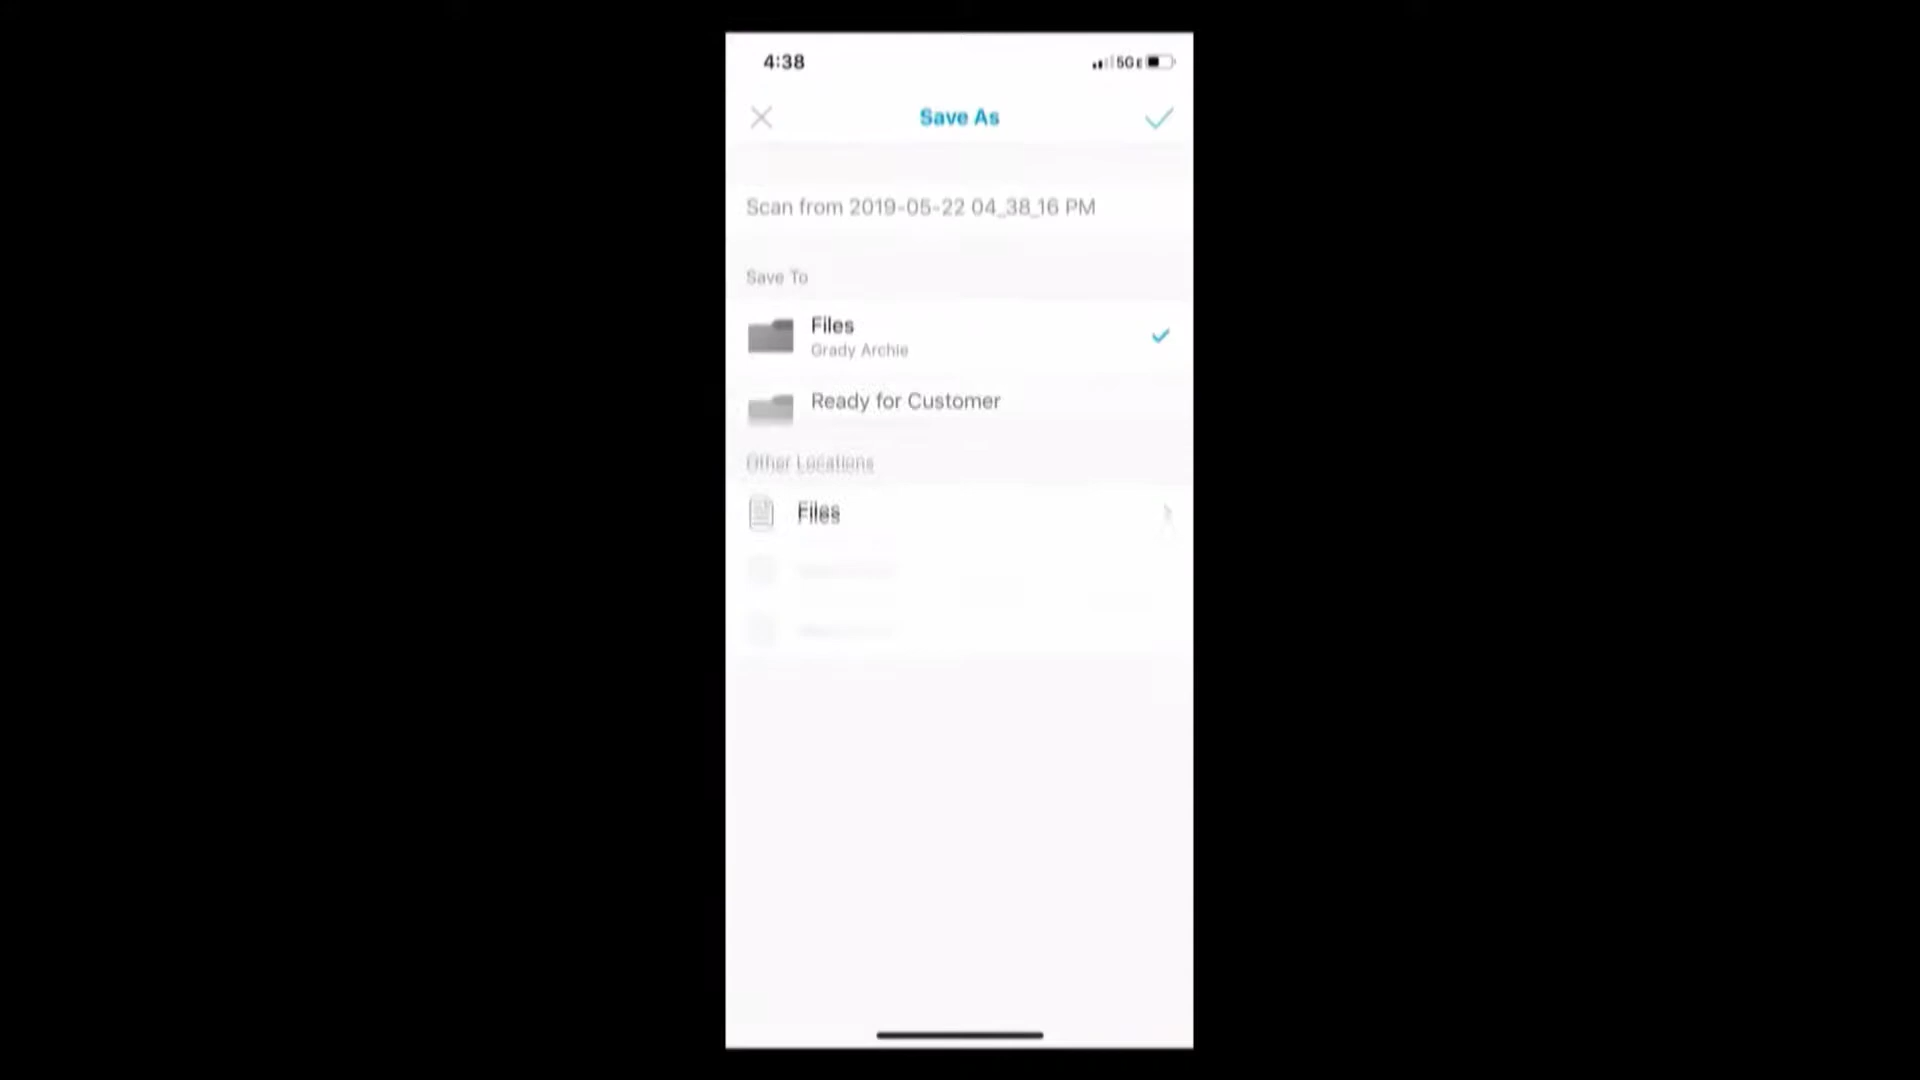 4:38
5GE
Save As
Scan from 2019-05-22 04_38_16 PM
Save To
Files
Grady Archie
Ready for Customer
Other Locations
Files